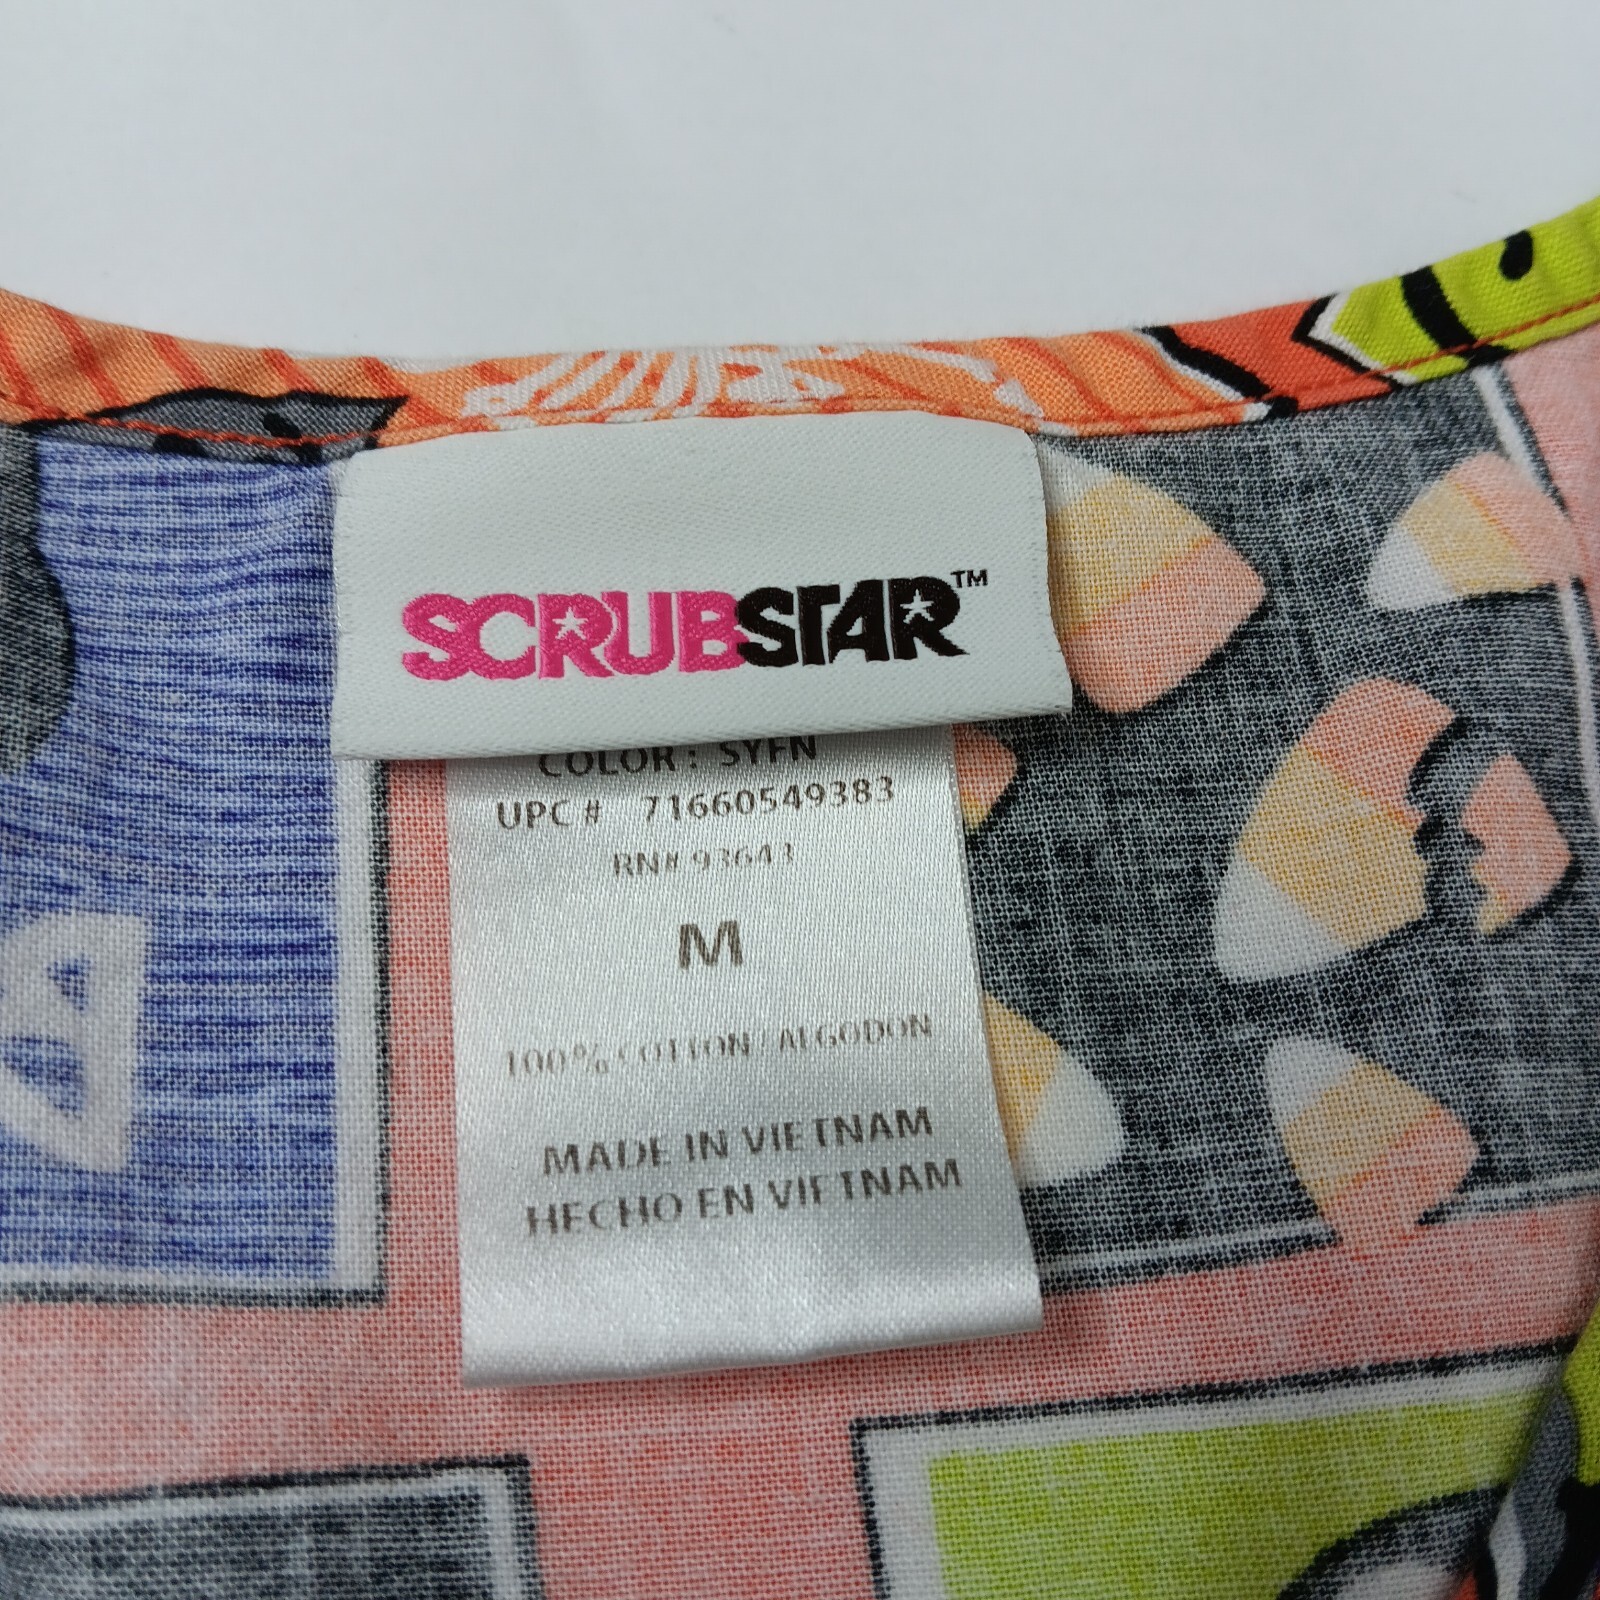 SCRUBSTAR™
COLOR: SYFN
UPC# 71660549383
RN# 93643
M
100% COTTON/ALGODON
MADE IN VIETNAM
HECHO EN VIETNAM